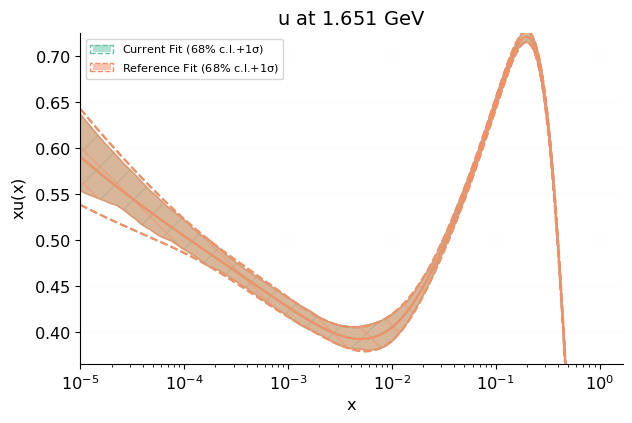 u at 1.651 GeV
Current Fit (68% c.l.+1σ)
Reference Fit (68% c.l.+1σ)
xu(x)
0.70
0.65
0.60
0.55
0.50
0.45
0.40
10⁻⁵ 10⁻⁴ 10⁻³ 10⁻² 10⁻¹ 10⁰
x